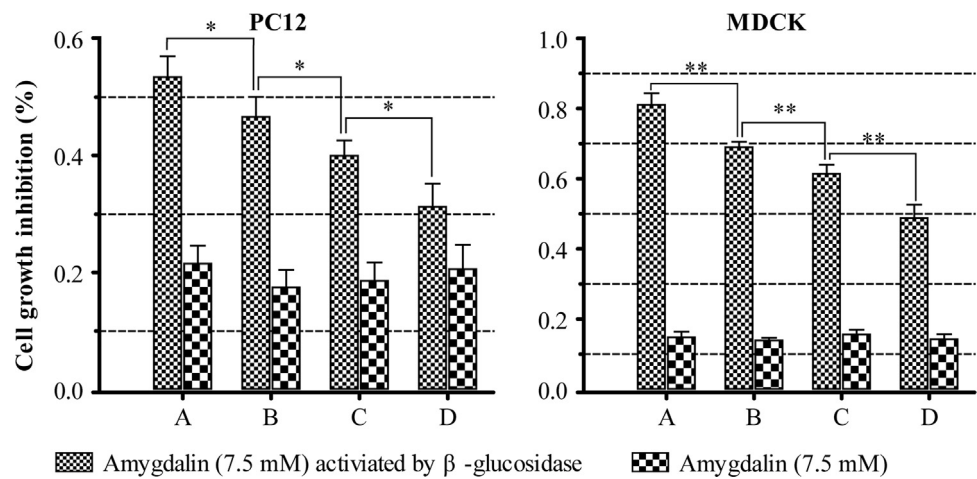 PC12
MDCK
Cell growth inhibition (%)
0.6
0.4
0.2
0.0
*
*
*
A B C D
1.0
0.8
0.6
0.4
0.2
0.0
**
**
**
A B C D
Amygdalin (7.5 mM) activiated by β -glucosidase
Amygdalin (7.5 mM)